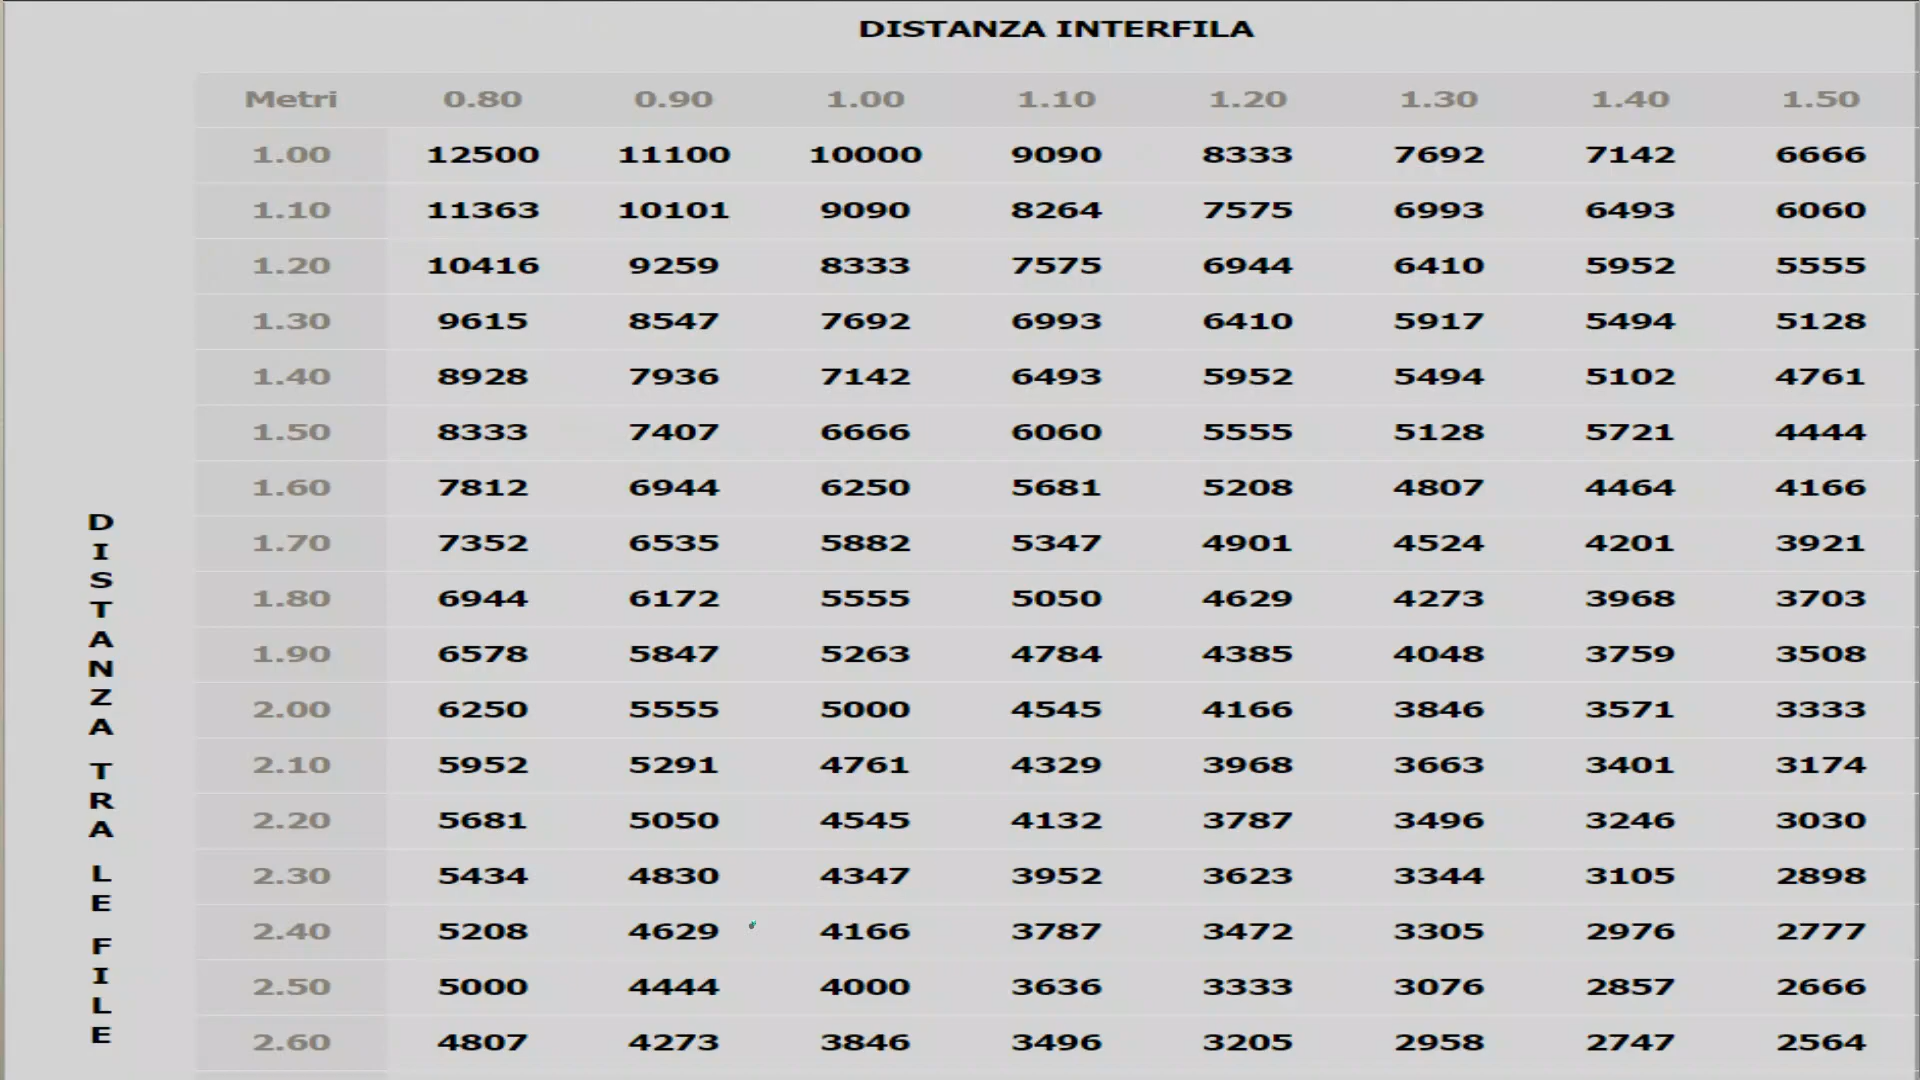 DISTANZA INTERFILA
Metri 0.80 0.90 1.00 1.10 1.20 1.30 1.40 1.50
1.00 12500 11100 10000 9090 8333 7692 7142 6666
1.10 11363 10101 9090 8264 7575 6993 6493 6060
1.20 10416 9259 8333 7575 6944 6410 5952 5555
1.30 9615 8547 7692 6993 6410 5917 5494 5128
1.40 8928 7936 7142 6493 5952 5494 5102 4761
1.50 8333 7407 6666 6060 5555 5128 5721 4444
1.60 7812 6944 6250 5681 5208 4807 4464 4166
1.70 7352 6535 5882 5347 4901 4524 4201 3921
1.80 6944 6172 5555 5050 4629 4273 3968 3703
1.90 6578 5847 5263 4784 4385 4048 3759 3508
2.00 6250 5555 5000 4545 4166 3846 3571 3333
2.10 5952 5291 4761 4329 3968 3663 3401 3174
2.20 5681 5050 4545 4132 3787 3496 3246 3030
2.30 5434 4830 4347 3952 3623 3344 3105 2898
2.40 5208 4629 4166 3787 3472 3305 2976 2777
2.50 5000 4444 4000 3636 3333 3076 2857 2666
2.60 4807 4273 3846 3496 3205 2958 2747 2564
DISTANZA TRA LE FILE